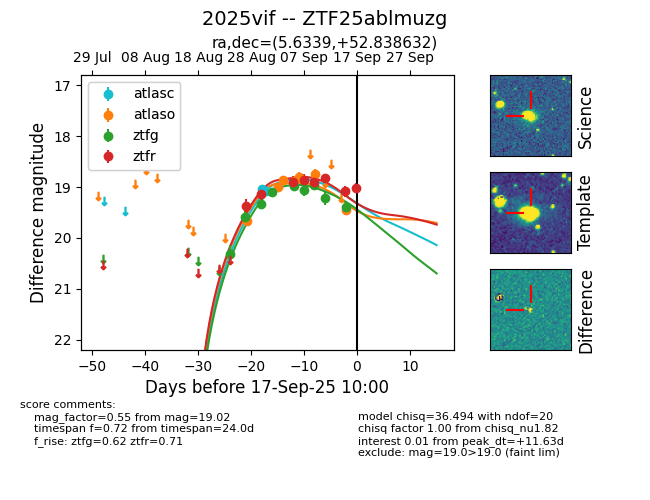 2025vif -- ZTF25ablmuzg
ra,dec=(5.6339,+52.838632)
29 Jul 08 Aug 18 Aug 28 Aug 07 Sep 17 Sep 27 Sep
17
18
19
20
21
22
Difference magnitude
atlasc
atlaso
ztfg
ztfr
−50 −40 −30 −20 −10 0 10
Days before 17-Sep-25 10:00
Science
Template
Difference
score comments:
mag_factor=0.55 from mag=19.02
timespan f=0.72 from timespan=24.0d
f_rise: ztfg=0.62 ztfr=0.71
model chisq=36.494 with ndof=20
chisq factor 1.00 from chisq_nu1.82
interest 0.01 from peak_dt=+11.63d
exclude: mag=19.0>19.0 (faint lim)